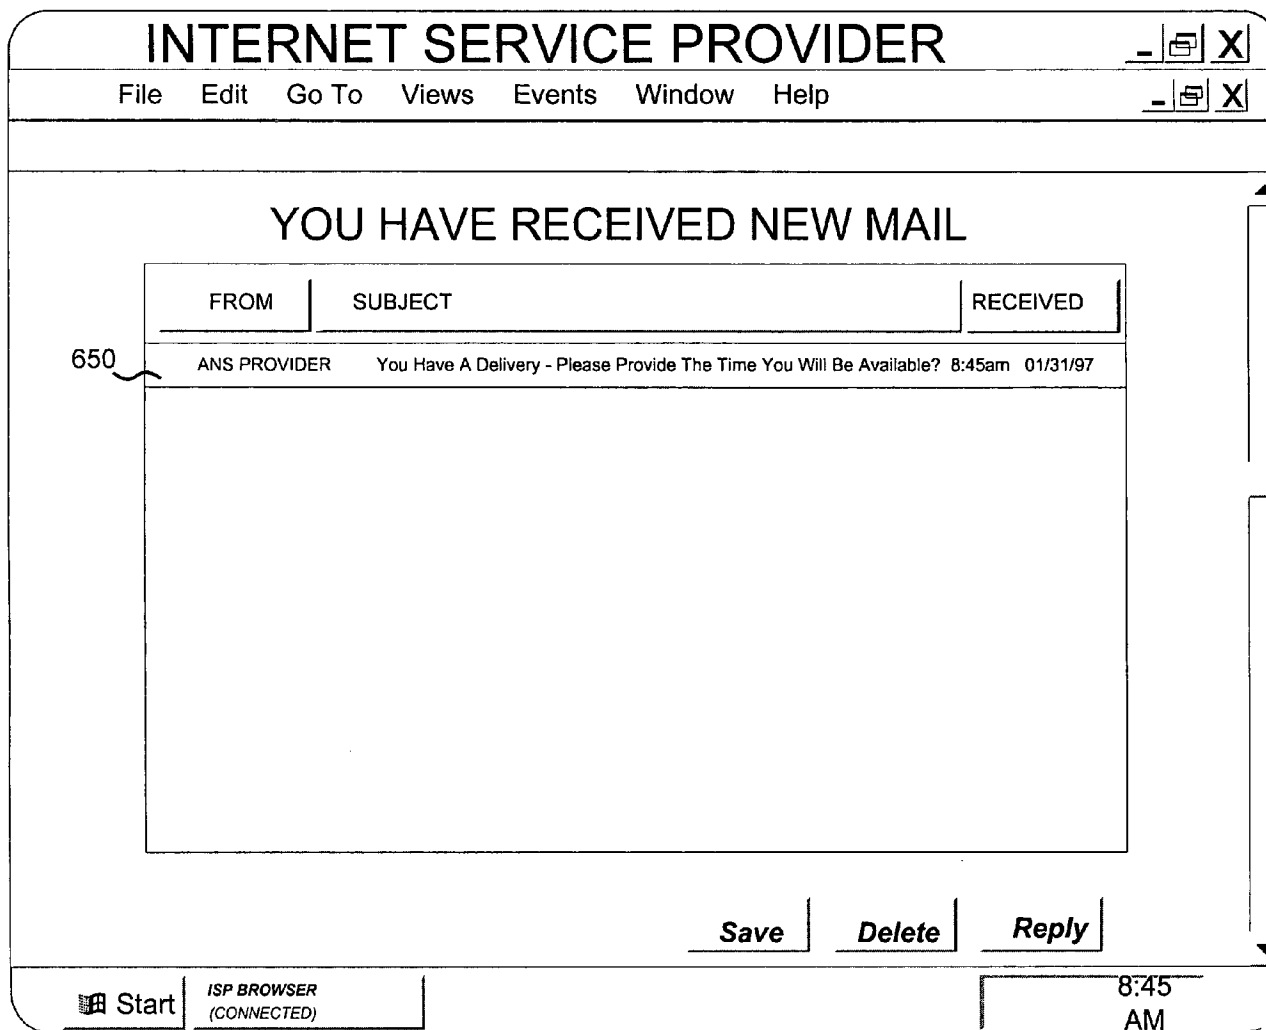 INTERNET SERVICE PROVIDER - X
File Edit Go To Views Events Window Help - X
YOU HAVE RECEIVED NEW MAIL
FROM SUBJECT RECEIVED
650 ANS PROVIDER You Have A Delivery - Please Provide The Time You Will Be Available? 8:45am 01/31/97
Save Delete Reply
Start ISP BROWSER
(CONNECTED)
8:45
AM